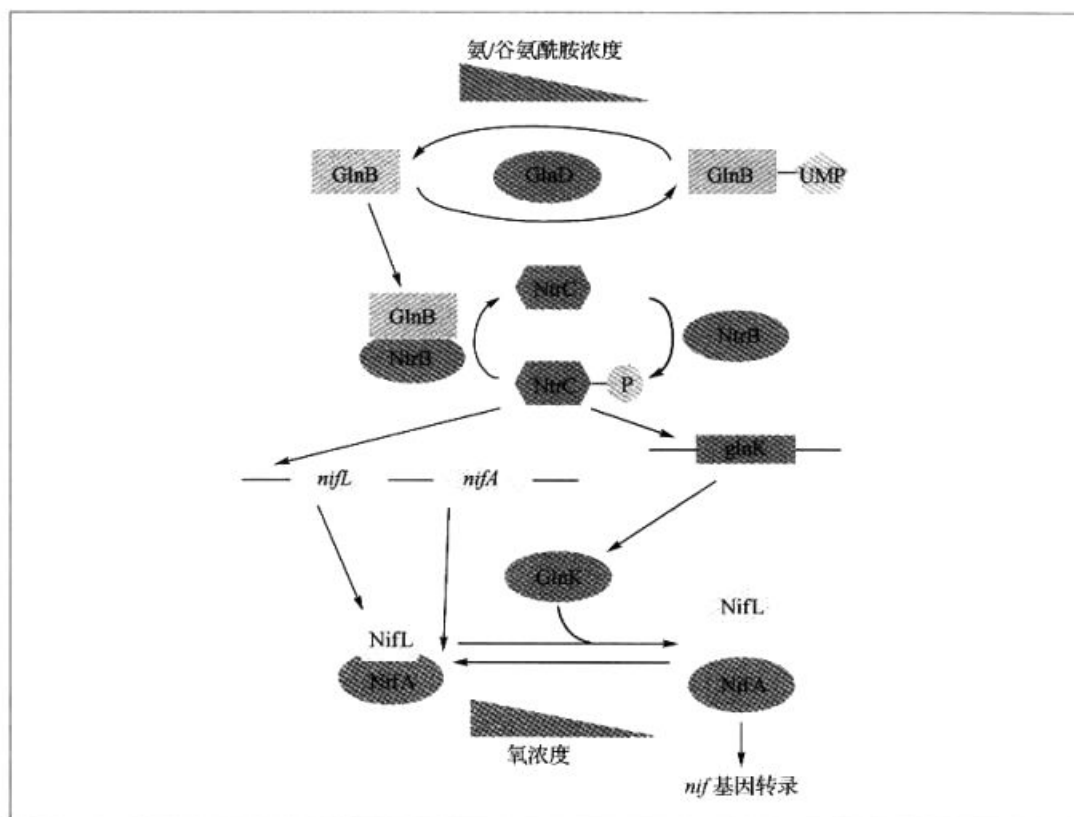 氨/谷氨酰胺浓度
GlnB
GlnD
GlnB
UMP
NtrC
GlnB
NtrB
NtrB
NtrC
P
glnK
nifL
nifA
GlnK
NifL
NifL
NifA
NifA
氧浓度
nif 基因转录